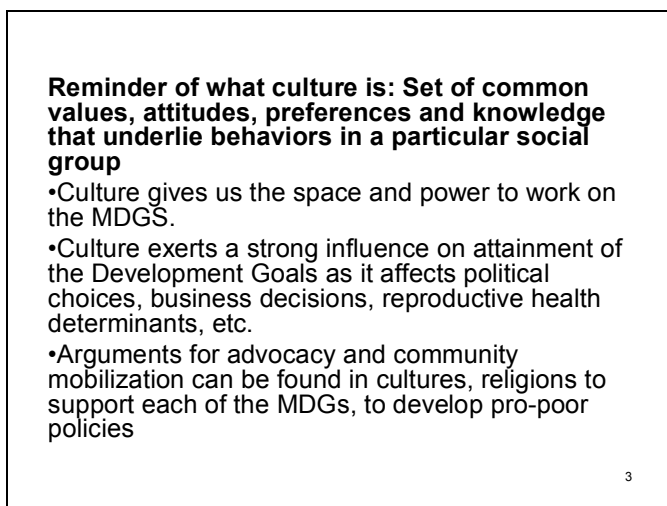 Reminder of what culture is: Set of common
values, attitudes, preferences and knowledge
that underlie behaviors in a particular social
group
•Culture gives us the space and power to work on
the MDGS.
•Culture exerts a strong influence on attainment of
the Development Goals as it affects political
choices, business decisions, reproductive health
determinants, etc.
•Arguments for advocacy and community
mobilization can be found in cultures, religions to
support each of the MDGs, to develop pro-poor
policies
3